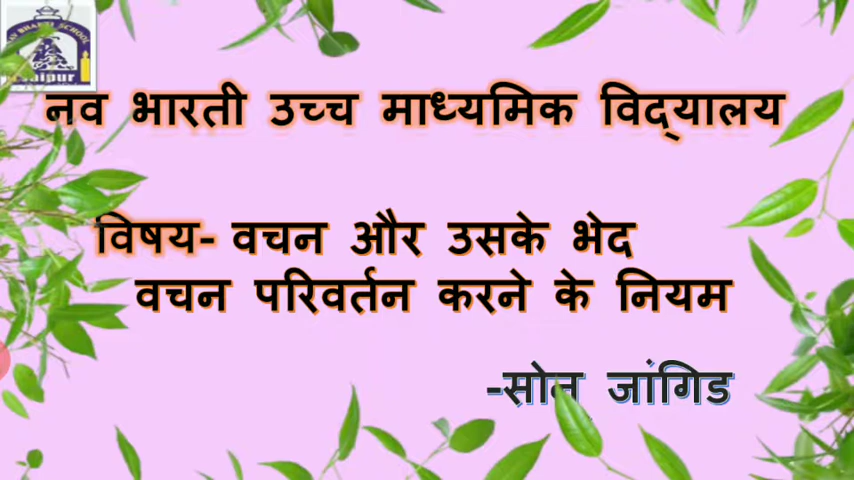 नव भारती उच्च माध्यमिक विद्यालय
विषय- वचन और उसके भेद
वचन परिवर्तन करने के नियम
जांगिड